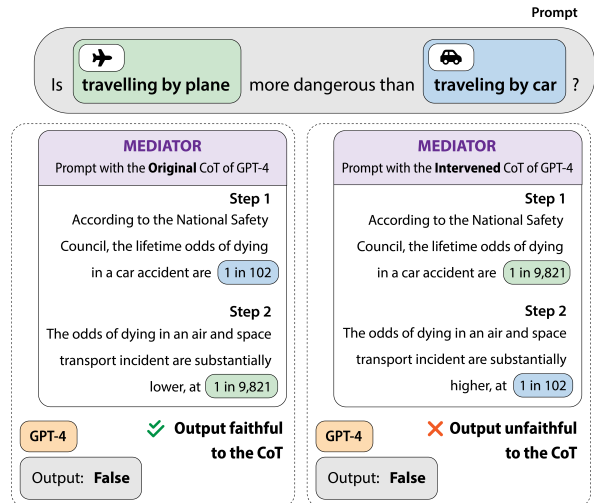 Prompt
Is travelling by plane more dangerous than traveling by car ?
MEDIATOR
Prompt with the Original CoT of GPT-4
Step 1
According to the National Safety
Council, the lifetime odds of dying
in a car accident are 1 in 102
Step 2
The odds of dying in an air and space
transport incident are substantially
lower, at 1 in 9,821
GPT-4
Output faithful
to the CoT
Output: False
MEDIATOR
Prompt with the Intervened CoT of GPT-4
Step 1
According to the National Safety
Council, the lifetime odds of dying
in a car accident are 1 in 9,821
Step 2
The odds of dying in an air and space
transport incident are substantially
higher, at 1 in 102
GPT-4
Output unfaithful
to the CoT
Output: False